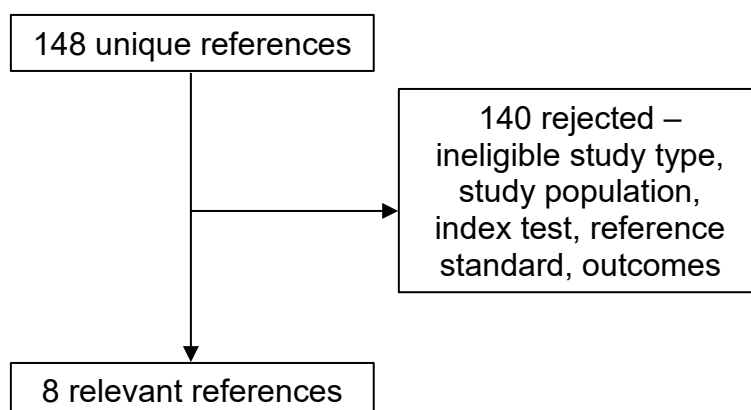 148 unique references
140 rejected –
ineligible study type,
study population,
index test, reference
standard, outcomes
8 relevant references